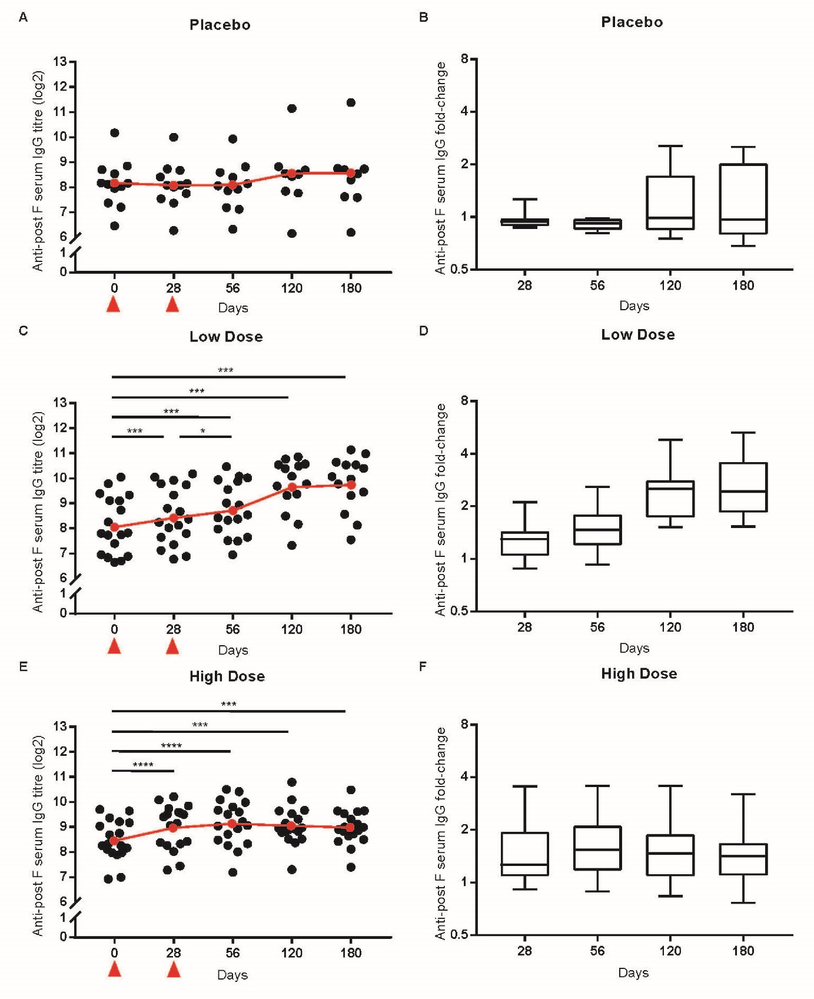 A
Placebo
Anti-post F serum IgG titre (log2)
13
12
11
10
9
8
7
6
1
0
0 28 56 120 180
Days
B
Placebo
Anti-post F serum IgG fold-change
8
4
2
1
0.5
28 56 120 180
Days
C
Low Dose
***
***
***
*** *
Anti-post F serum IgG titre (log2)
13
12
11
10
9
8
7
6
1
0
0 28 56 120 180
Days
D
Low Dose
Anti-post F serum IgG fold-change
8
4
2
1
0.5
28 56 120 180
Days
E
High Dose
***
***
****
****
Anti-post F serum IgG titre (log2)
13
12
11
10
9
8
7
6
1
0
0 28 56 120 180
Days
F
High Dose
Anti-post F serum IgG fold-change
8
4
2
1
0.5
28 56 120 180
Days